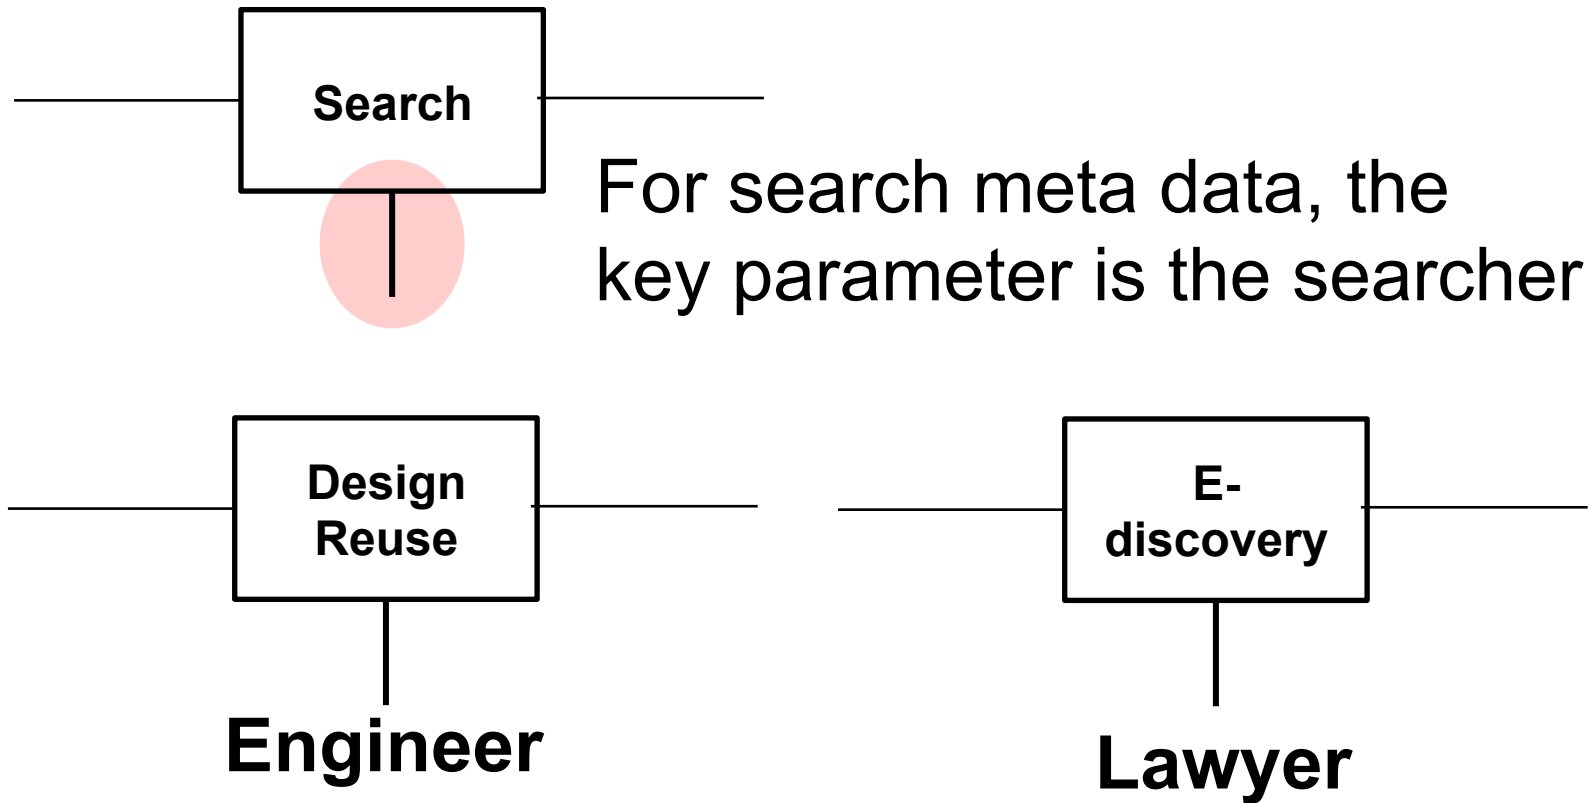 Search
For search meta data, the
key parameter is the searcher
Design
Reuse
E-
discovery
Engineer
Lawyer